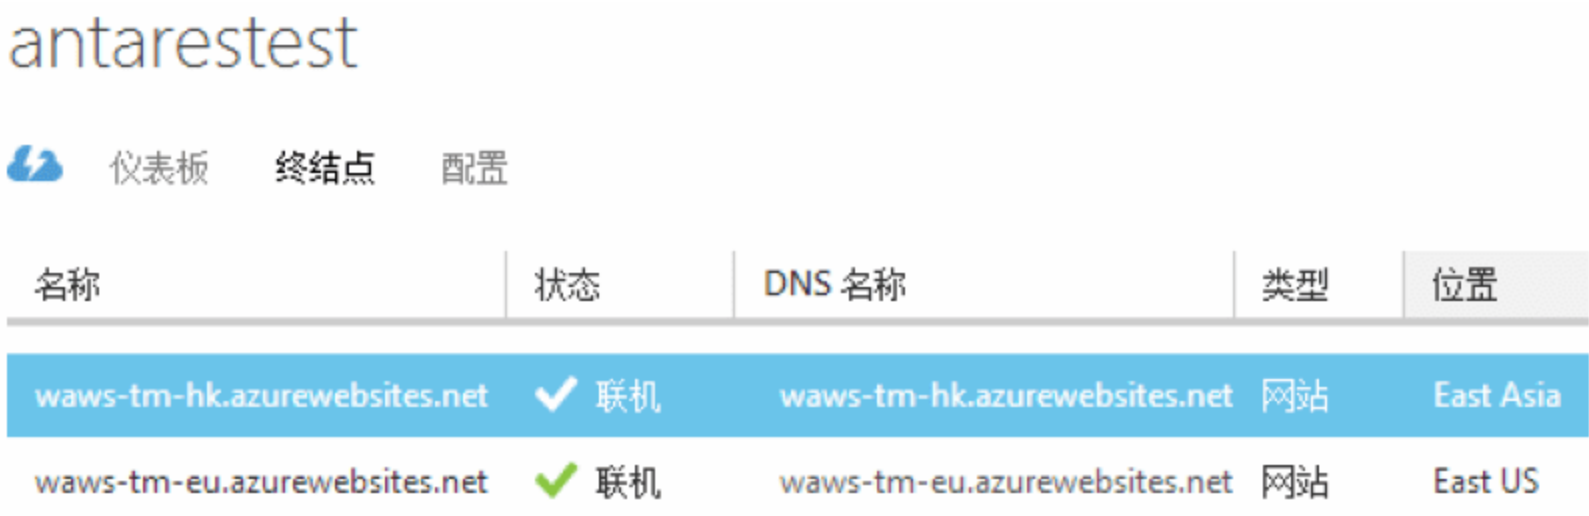 antarestest
仪表板 终结点 配置
名称 状态 DNS 名称 类型 位置
waws-tm-hk.azurewebsites.net 联机 waws-tm-hk.azurewebsites.net 网站 East Asia
waws-tm-eu.azurewebsites.net 联机 waws-tm-eu.azurewebsites.net 网站 East US